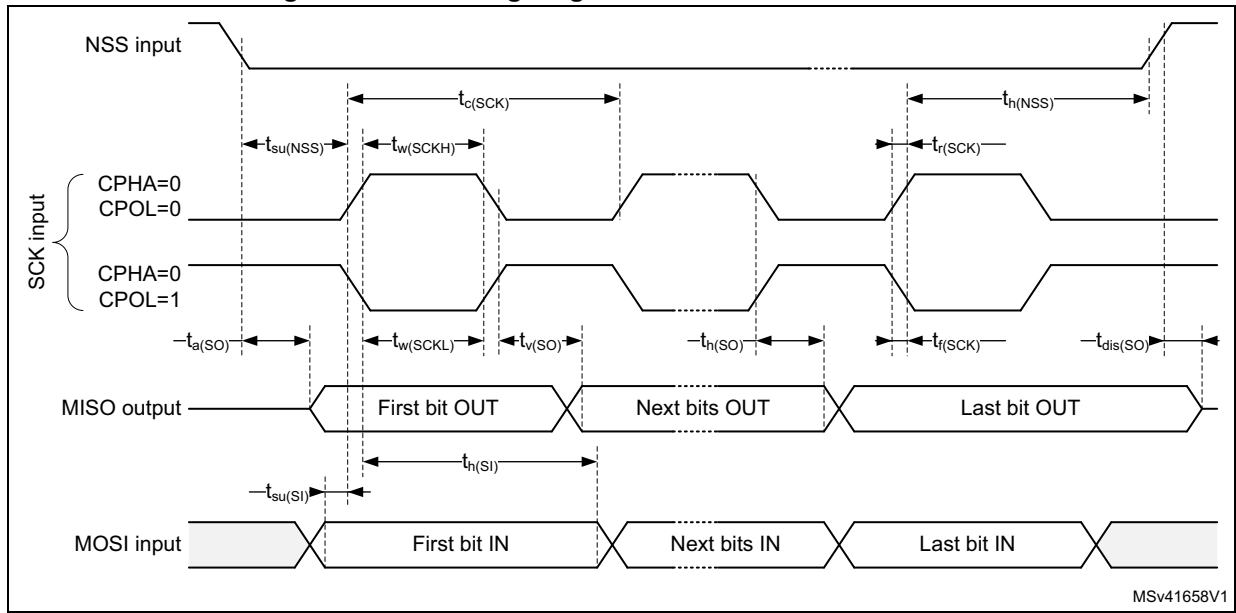 NSS input
tc(SCK)
th(NSS)
tsu(NSS)
tw(SCKH)
tr(SCK)
SCK input
CPHA=0
CPOL=0
CPHA=0
CPOL=1
ta(SO)
tw(SCKL)
tv(SO)
th(SO)
tf(SCK)
tdis(SO)
MISO output
First bit OUT
Next bits OUT
Last bit OUT
th(SI)
tsu(SI)
MOSI input
First bit IN
Next bits IN
Last bit IN
MSv41658V1